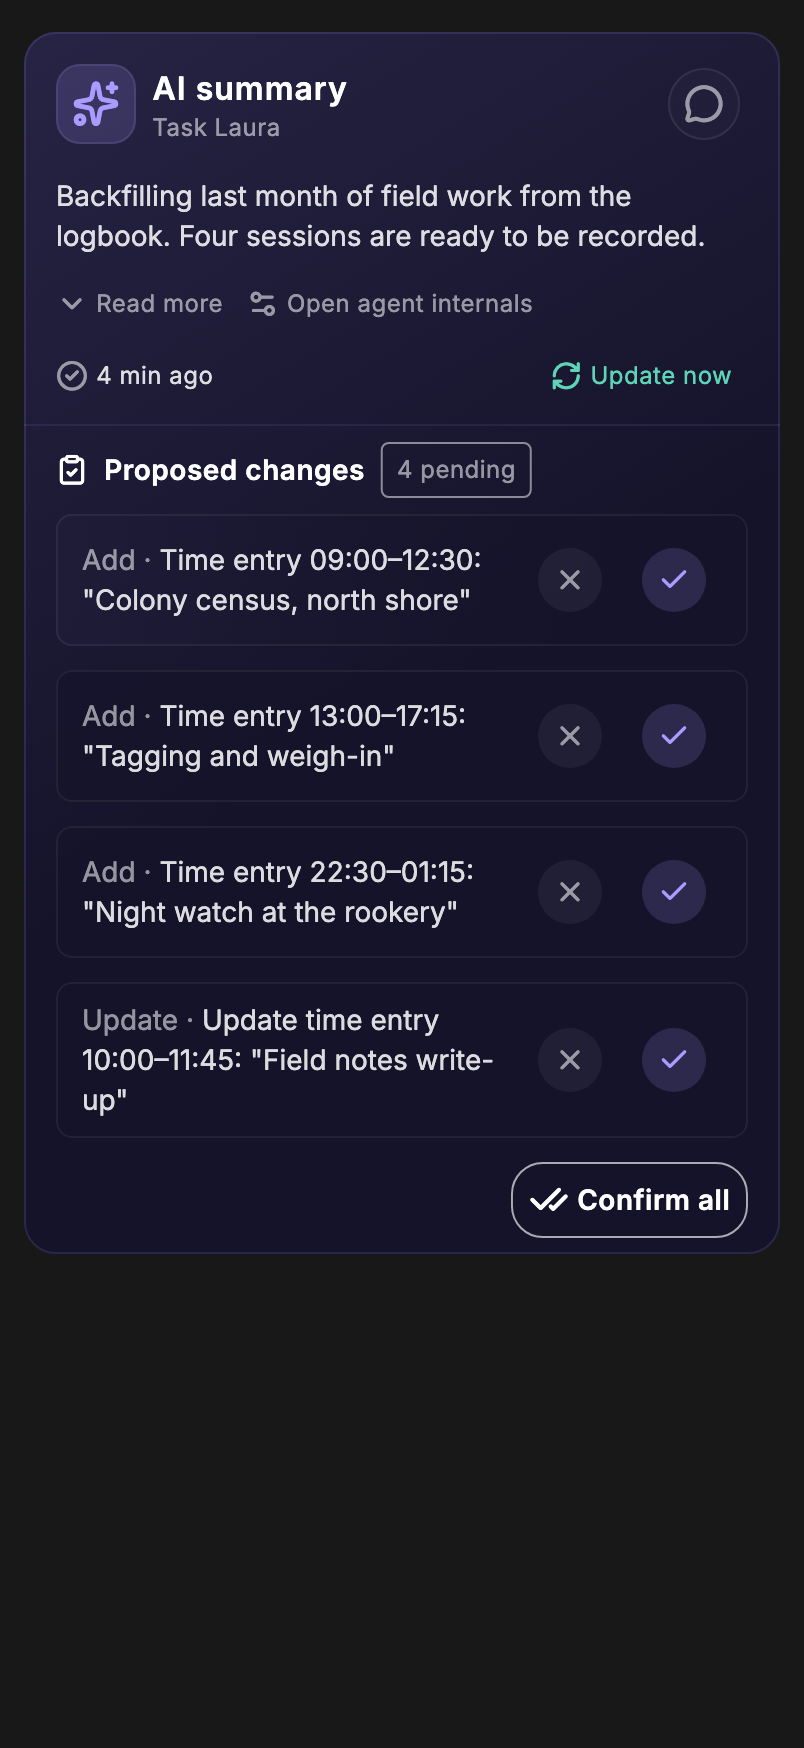 AI summary
Task Laura
Backfilling last month of field work from the
logbook. Four sessions are ready to be recorded.
Read more
Open agent internals
4 min ago
Update now
Proposed changes
4 pending
Add · Time entry 09:00–12:30:
"Colony census, north shore"
Add · Time entry 13:00–17:15:
"Tagging and weigh-in"
Add · Time entry 22:30–01:15:
"Night watch at the rookery"
Update · Update time entry
10:00–11:45: "Field notes write-
up"
Confirm all